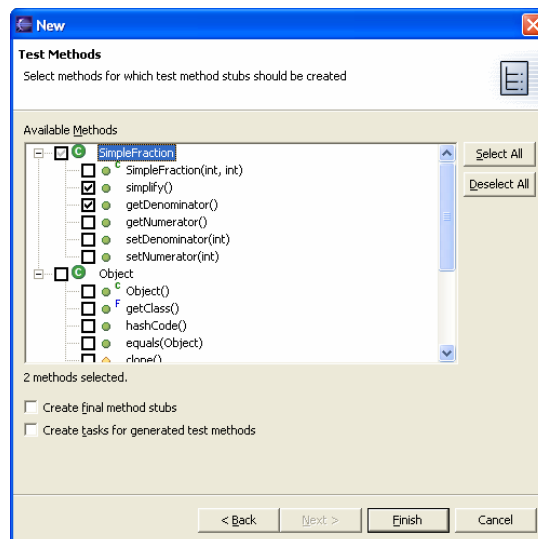 New
Test Methods
Select methods for which test method stubs should be created
Available Methods
C SimpleFraction
C SimpleFraction(int, int)
simplify()
getDenominator()
getNumerator()
setDenominator(int)
setNumerator(int)
C Object
C Object()
F getClass()
hashCode()
equals(Object)
clone()
Select All
Deselect All
2 methods selected.
Create final method stubs
Create tasks for generated test methods
< Back
Next >
Finish
Cancel